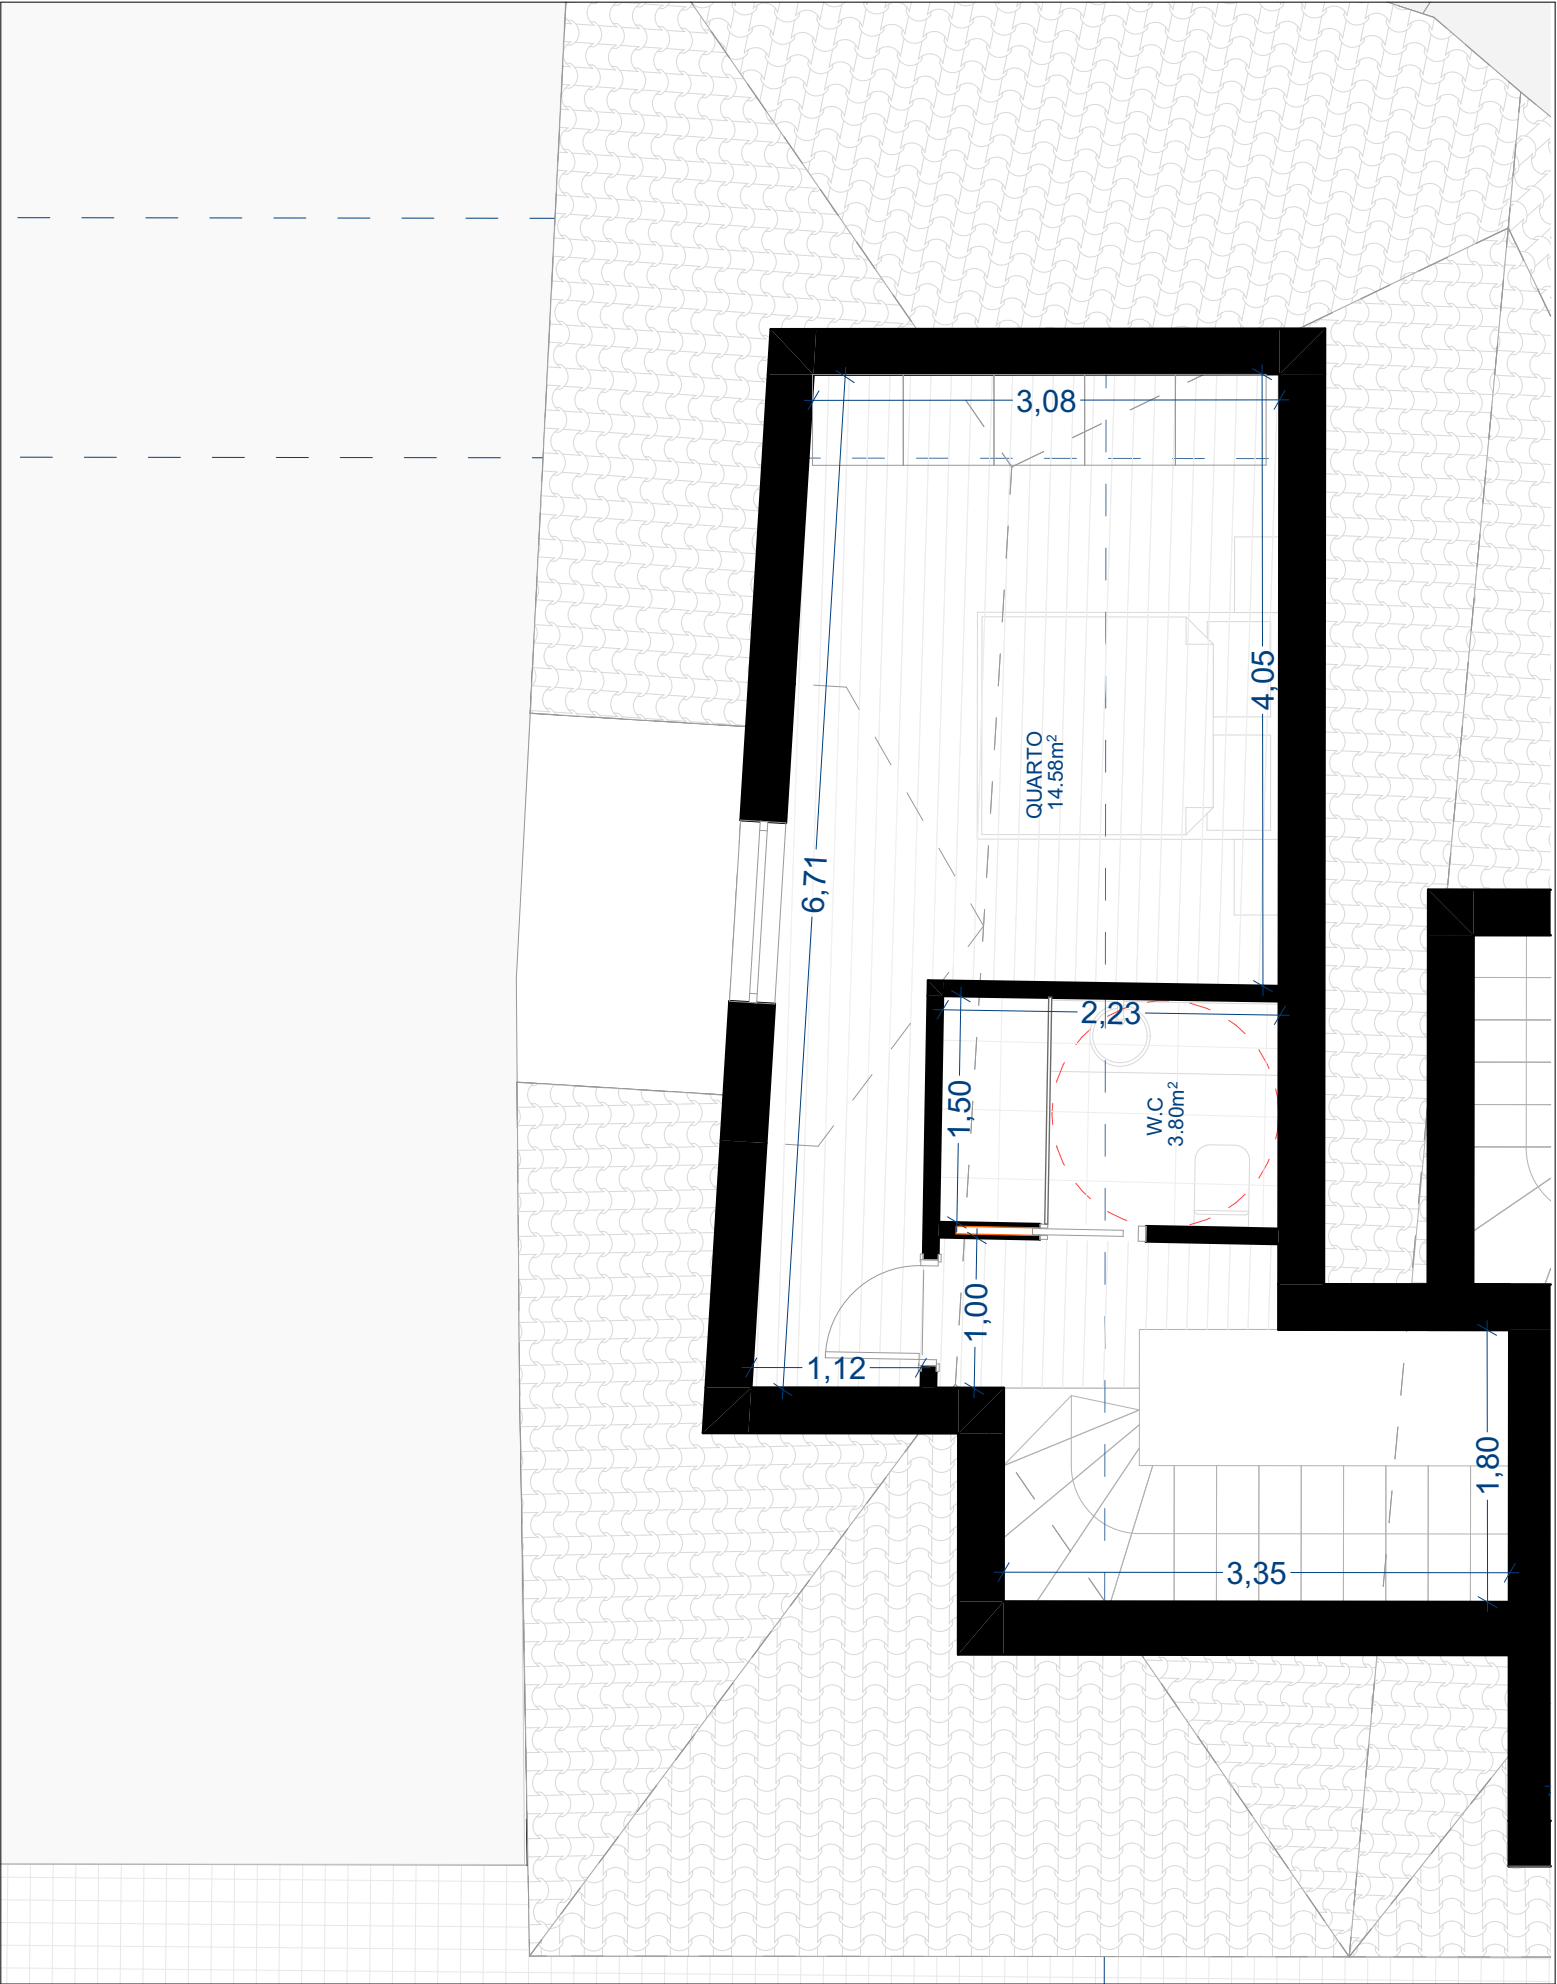 3,08
4,05
QUARTO
14.58m²
6,71
2,23
1,50
W.C
3.80m²
1,00
1,12
1,80
3,35